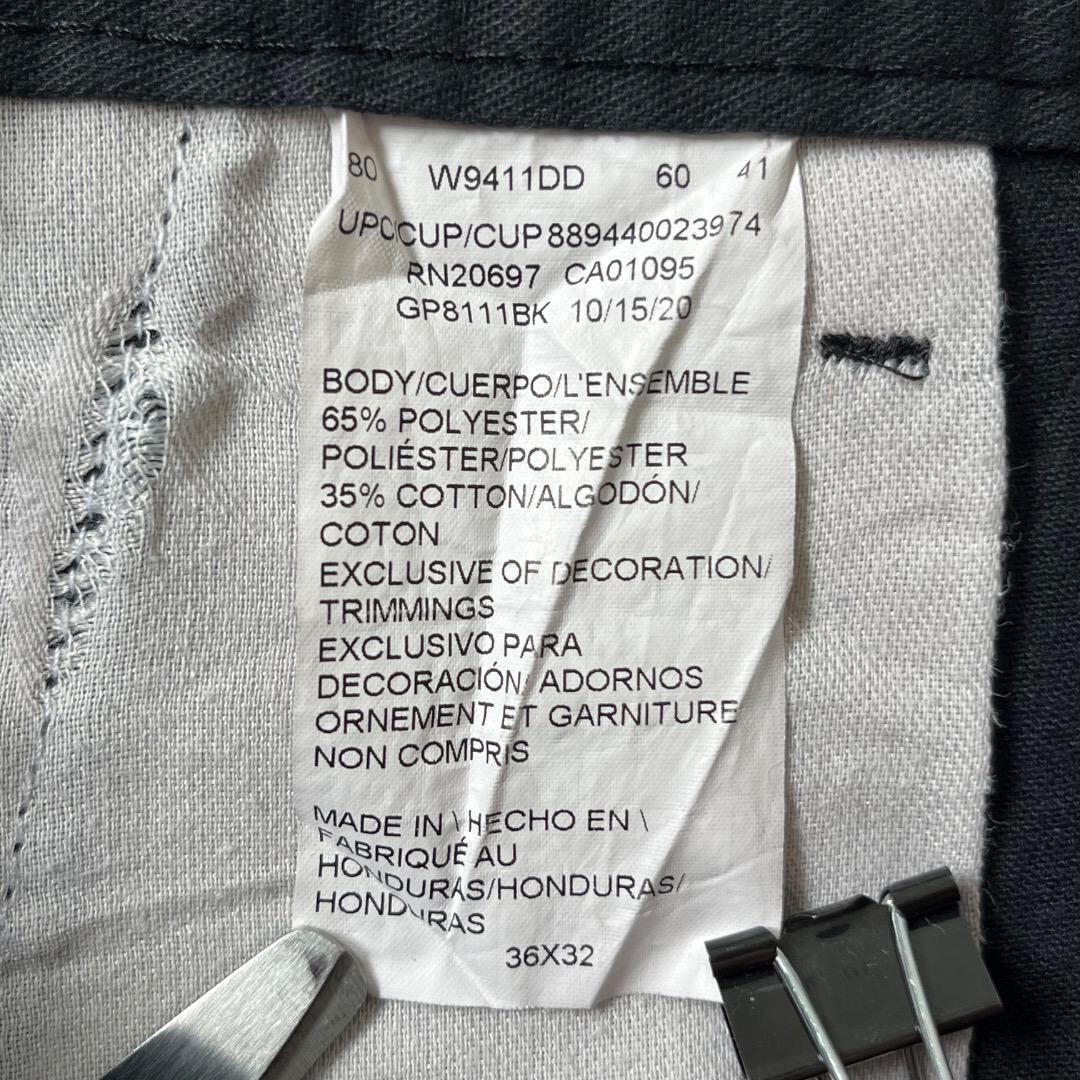 80 W9411DD 60 41
UPC/CUP/CUP 889440023974
RN20697 CA01095
GP8111BK 10/15/20
BODY/CUERPO/L'ENSEMBLE
65% POLYESTER/
POLIÉSTER/POLYESTER
35% COTTON/ALGODÓN/
COTON
EXCLUSIVE OF DECORATION/
TRIMMINGS
EXCLUSIVO PARA
DECORACIÓN/ ADORNOS
ORNEMENT ET GARNITURE
NON COMPRIS
MADE IN \ HECHO EN \
FABRIQUÉ AU
HONDURAS/HONDURAS/
HONDURAS
36X32